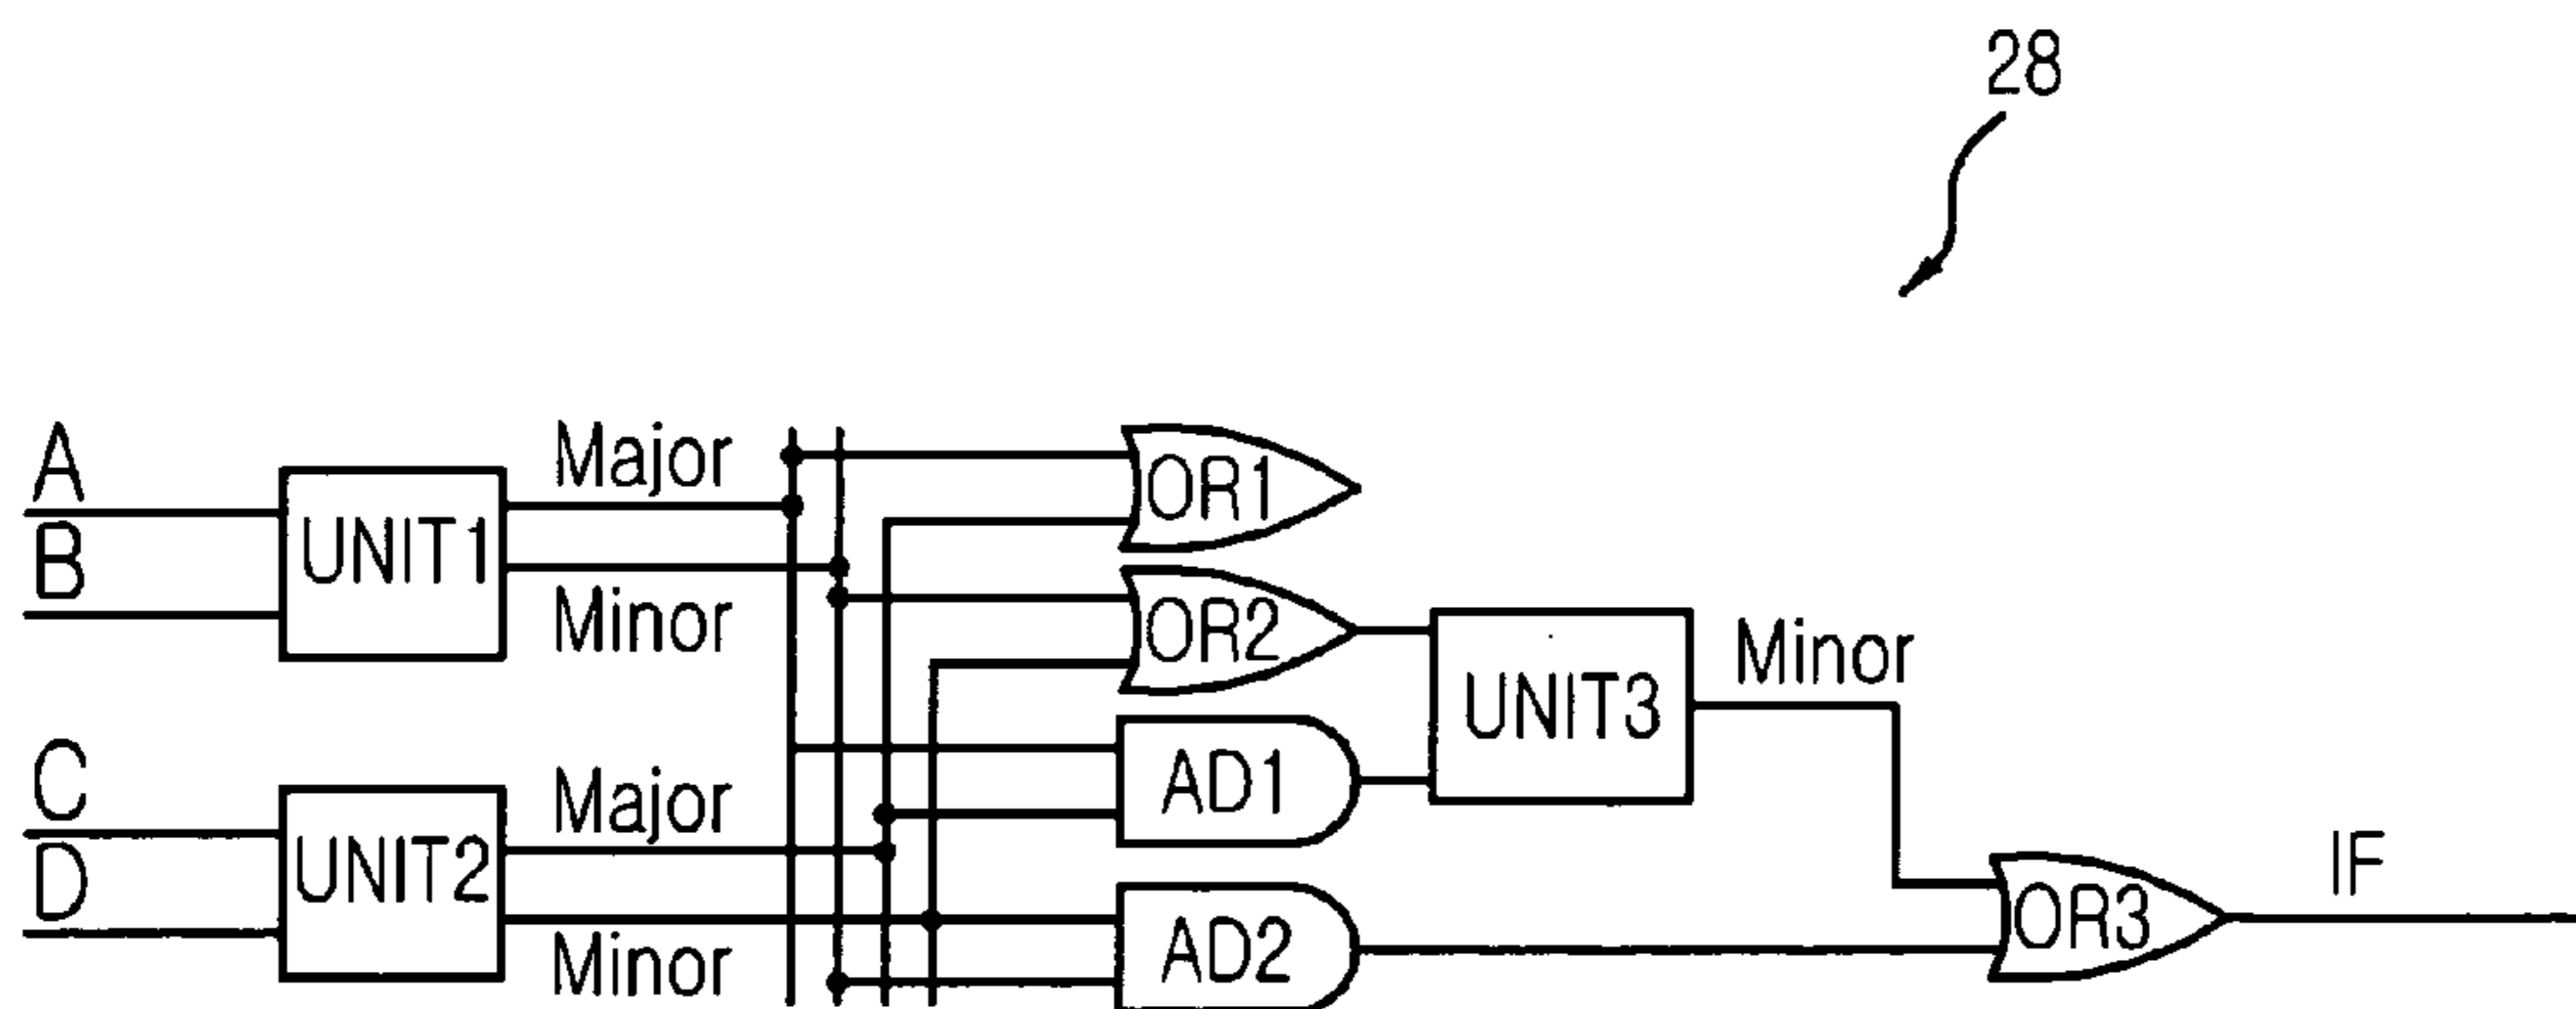 28
A
B
UNIT1
Major
Minor
OR1
OR2
UNIT3
Minor
C
D
UNIT2
Major
Minor
AD1
AD2
OR3
IF